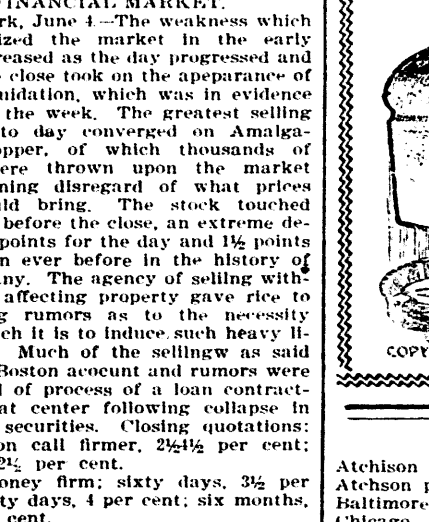 FINANCIAL MARKET.
rk, June 4.—The weakness which
ized the market in the early
reased as the day progressed and
close took on the apeparance of
uidation, which was in evidence
the week. The greatest selling
to day converged on Amalga-
opper, of which thousands of
ere thrown upon the market
ning disregard of what prices
uld bring. The stock touched
before the close, an extreme de-
points for the day and 1½ points
n ever before in the history of
any. The agency of seliing with-
affecting property gave rice to
g rumors as to the necessity
ch it is to induce such heavy li-
Much of the sellingw as said
Boston acocunt and rumors were
d of process of a loan contract-
at center following collapse in
securities. Closing quotations:
on call firmer, 2½4½ per cent;
2½ per cent.
oney firm; sixty days, 3½ per
ty days, 4 per cent; six months,
cent.
COPY
Atchison
Atchson p
Baltimore
Chicago